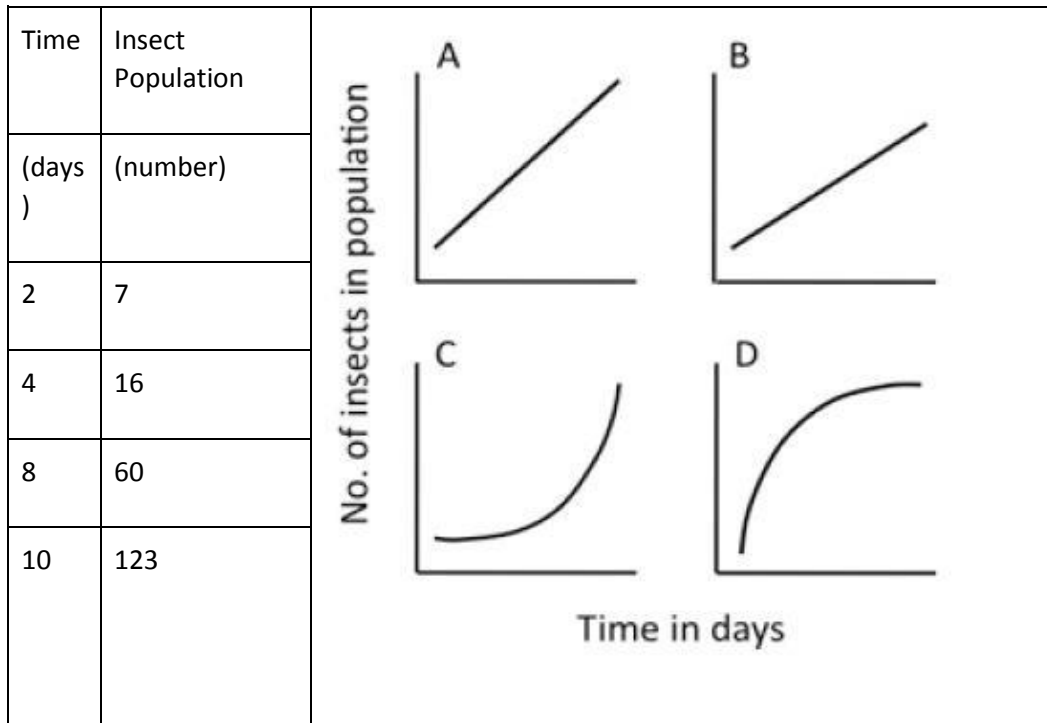 Time
Insect
Population
(days
)
(number)
2
7
4
16
8
60
10
123
No. of insects in population
A
B
C
D
Time in days